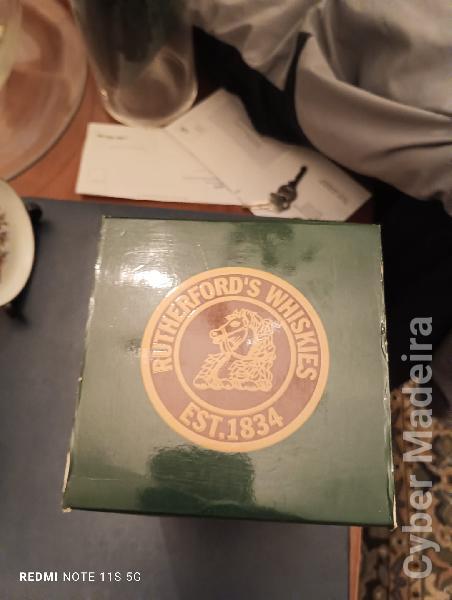 RUTHERFORD'S WHISKIES
EST.1834
REDMI NOTE 11S 5G
Cyber Madeira